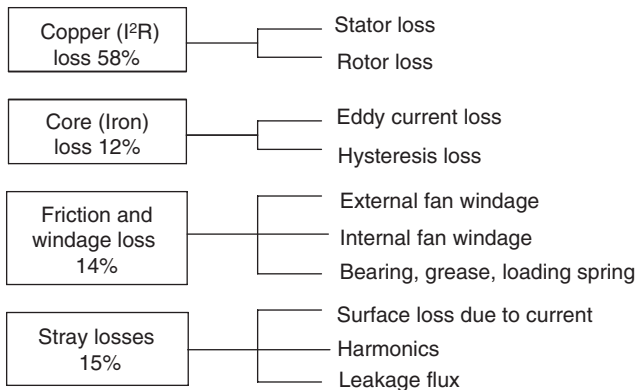 Copper (I²R)
loss 58%
Stator loss
Rotor loss
Core (Iron)
loss 12%
Eddy current loss
Hysteresis loss
Friction and
windage loss
14%
External fan windage
Internal fan windage
Bearing, grease, loading spring
Stray losses
15%
Surface loss due to current
Harmonics
Leakage flux